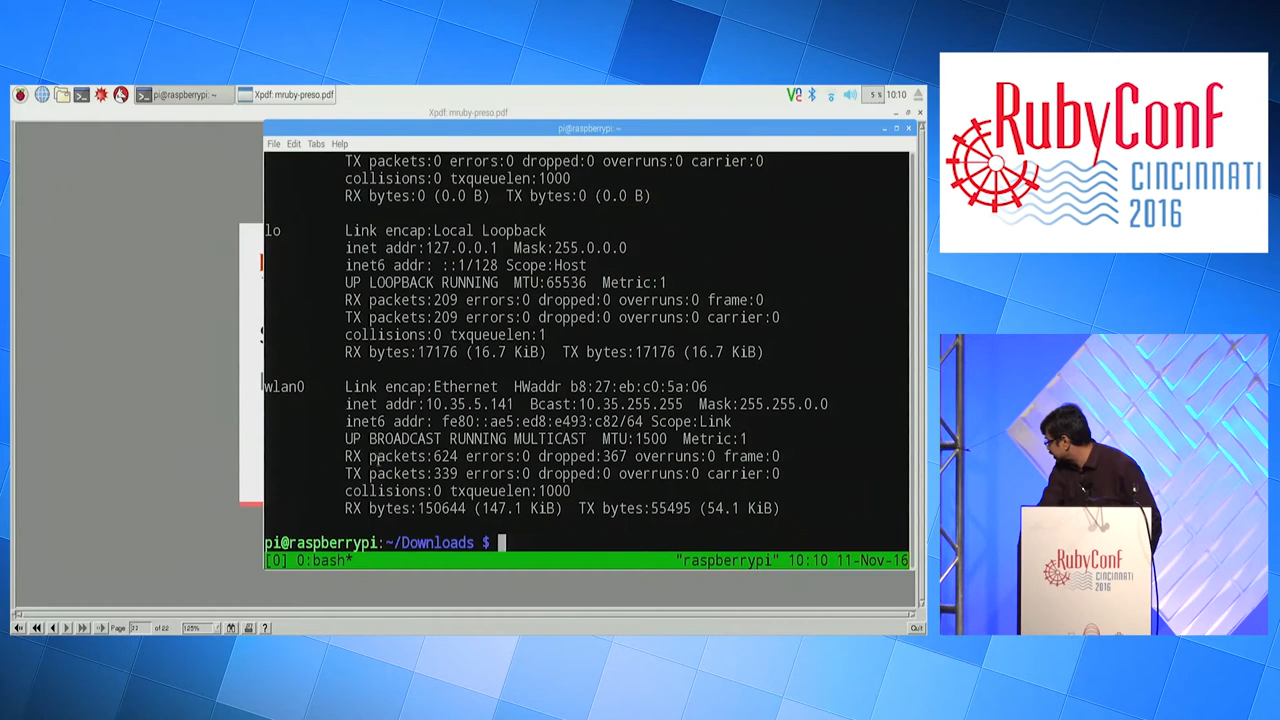 pi@raspberrypi: ~
Xpdf: mruby-preso.pdf
5 %
10:10
Xpdf: mruby-preso.pdf
pi@raspberrypi: ~
File Edit Tabs Help
TX packets:0 errors:0 dropped:0 overruns:0 carrier:0
collisions:0 txqueuelen:1000
RX bytes:0 (0.0 B) TX bytes:0 (0.0 B)
lo Link encap:Local Loopback
inet addr:127.0.0.1 Mask:255.0.0.0
inet6 addr: ::1/128 Scope:Host
UP LOOPBACK RUNNING MTU:65536 Metric:1
RX packets:209 errors:0 dropped:0 overruns:0 frame:0
TX packets:209 errors:0 dropped:0 overruns:0 carrier:0
collisions:0 txqueuelen:1
RX bytes:17176 (16.7 KiB) TX bytes:17176 (16.7 KiB)
wlan0 Link encap:Ethernet HWaddr b8:27:eb:c0:5a:06
inet addr:10.35.5.141 Bcast:10.35.255.255 Mask:255.255.0.0
inet6 addr: fe80::ae5:ed8:e493:c82/64 Scope:Link
UP BROADCAST RUNNING MULTICAST MTU:1500 Metric:1
RX packets:624 errors:0 dropped:367 overruns:0 frame:0
TX packets:339 errors:0 dropped:0 overruns:0 carrier:0
collisions:0 txqueuelen:1000
RX bytes:150644 (147.1 KiB) TX bytes:55495 (54.1 KiB)
pi@raspberrypi:~/Downloads $
[0] 0:bash* "raspberrypi" 10:10 11-Nov-16
Page of 22 125% ? Quit
RubyConf
CINCINNATI
2016
RubyConf
CINCINNATI
2016